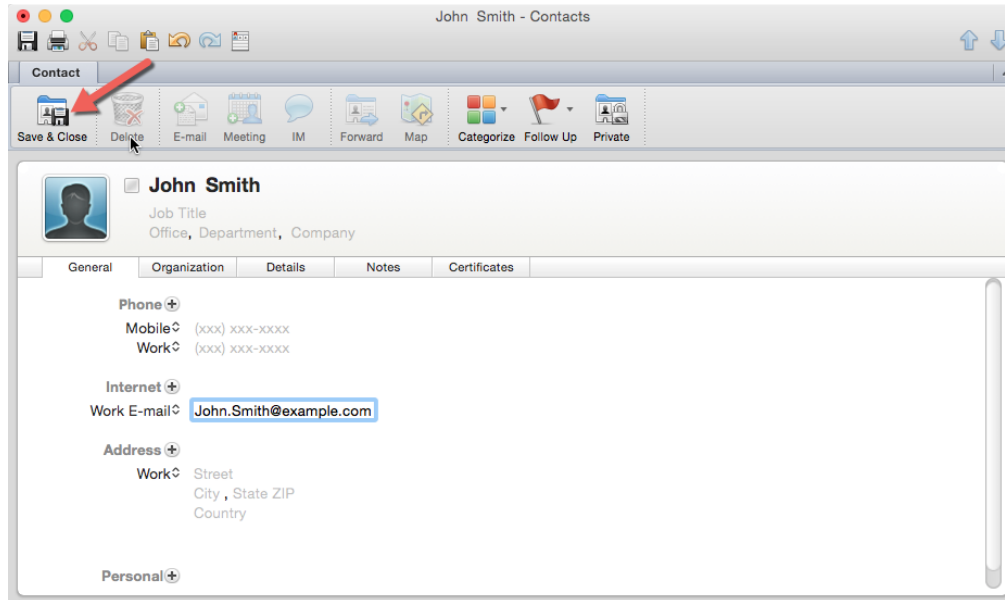 John Smith - Contacts
Contact
Save & Close Delete E-mail Meeting IM Forward Map Categorize Follow Up Private
John Smith
Job Title
Office, Department, Company
General Organization Details Notes Certificates
Phone
Mobile (xxx) xxx-xxxx
Work (xxx) xxx-xxxx
Internet
Work E-mail John.Smith@example.com
Address
Work Street
City , State ZIP
Country
Personal